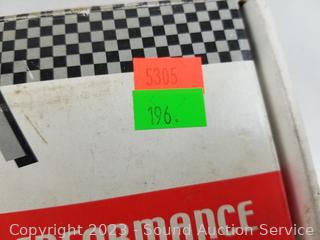 5305
196.
PERFORMANCE
Copyright 2023 - Sound Auction Service